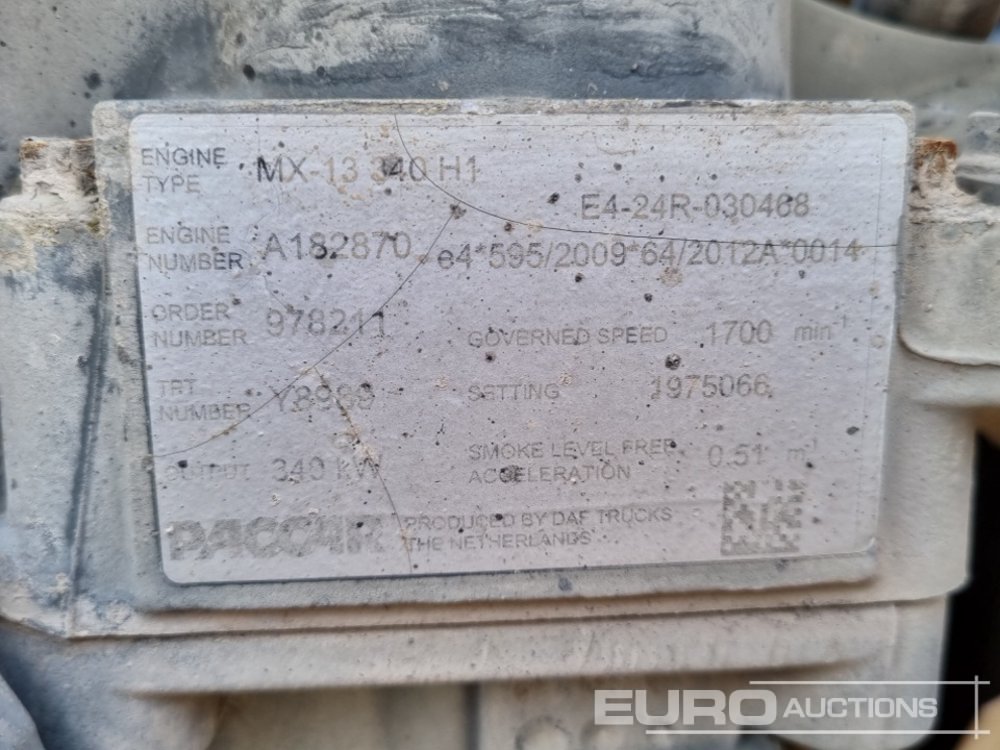 ENGINE TYPE MX-13 340 H1
E4-24R-030468
ENGINE NUMBER A182870 e4*595/2009*64/2012A*0014
ORDER NUMBER 978211 GOVERNED SPEED 1700 min-1
TRT NUMBER Y8988 SETTING 1975066
OUTPUT 340 kW SMOKE LEVEL FREE ACCELERATION 0.51 m-1
PACCAR PRODUCED BY DAF TRUCKS
THE NETHERLANDS
EURO AUCTIONS